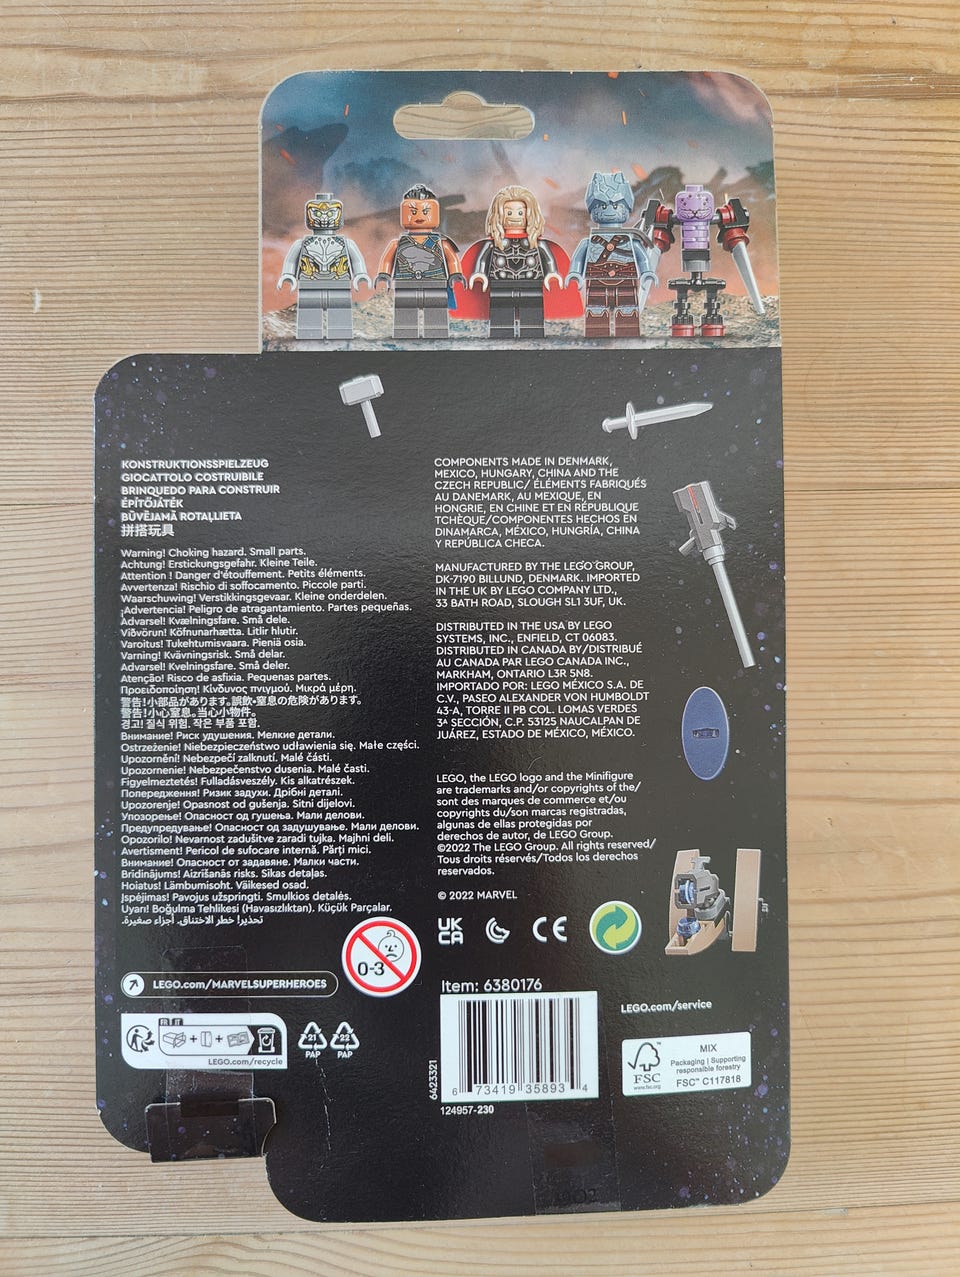 KONSTRUKTIONSSPIELZEUG
GIOCATTOLO COSTRUIBILE
BRINQUEDO PARA CONSTRUIR
ÉPÍTŐJÁTÉK
BŪVĒJAMĀ ROTAĻLIETA
拼搭玩具
Warning! Choking hazard. Small parts.
Achtung! Erstickungsgefahr. Kleine Teile.
Attention ! Danger d'étouffement. Petits éléments.
Avvertenza! Rischio di soffocamento. Piccole parti.
Waarschuwing! Verstikkingsgevaar. Kleine onderdelen.
¡Advertencia! Peligro de atragantamiento. Partes pequeñas.
Advarsel! Kvælningsfare. Små dele.
Viðvörun! Köfnunarhætta. Litlir hlutir.
Varoitus! Tukehtumisvaara. Pieniä osia.
Varning! Kvävningsrisk. Små delar.
Advarsel! Kvelningsfare. Små deler.
Atenção! Risco de asfixia. Pequenas partes.
Προειδοποίηση! Κίνδυνος πνιγμού. Μικρά μέρη.
警告!小部品があります。誤飲・窒息の危険があります。
警告!小心窒息。当心小物件。
경고! 질식 위험. 작은 부품 포함.
Внимание! Риск удушения. Мелкие детали.
Ostrzeżenie! Niebezpieczeństwo udławienia się. Małe części.
Upozornění! Nebezpečí zalknutí. Malé části.
Upozornenie! Nebezpečenstvo dusenia. Malé časti.
Figyelmeztetés! Fulladásveszély. Kis alkatrészek.
Попередження! Ризик задухи. Дрібні деталі.
Upozorenje! Opasnost od gušenja. Sitni dijelovi.
Упозорење! Опасност од гушења. Мали делови.
Предупредување! Опасност од задушување. Мали делови.
Opozorilo! Nevarnost zadušitve zaradi tujka. Majhni deli.
Avertisment! Pericol de sufocare internă. Părți mici.
Внимание! Опасност от задавяне. Малки части.
Brīdinājums! Aizrīšanās risks. Sīkas detaļas.
Hoiatus! Lämbumisoht. Väikesed osad.
Įspėjimas! Pavojus užspringti. Smulkios detalės.
Uyarı! Boğulma Tehlikesi (Havasızlıktan). Küçük Parçalar.
تحذير! خطر الاختناق. أجزاء صغيرة.
0-3
LEGO.com/MARVELSUPERHEROES
FR IT
LEGO.com/recycle
21
PAP
22
PAP
COMPONENTS MADE IN DENMARK,
MEXICO, HUNGARY, CHINA AND THE
CZECH REPUBLIC/ ÉLÉMENTS FABRIQUÉS
AU DANEMARK, AU MEXIQUE, EN
HONGRIE, EN CHINE ET EN RÉPUBLIQUE
TCHÈQUE/COMPONENTES HECHOS EN
DINAMARCA, MÉXICO, HUNGRÍA, CHINA
Y REPÚBLICA CHECA.
MANUFACTURED BY THE LEGO GROUP,
DK-7190 BILLUND, DENMARK. IMPORTED
IN THE UK BY LEGO COMPANY LTD.,
33 BATH ROAD, SLOUGH SL1 3UF, UK.
DISTRIBUTED IN THE USA BY LEGO
SYSTEMS, INC., ENFIELD, CT 06083.
DISTRIBUTED IN CANADA BY/DISTRIBUÉ
AU CANADA PAR LEGO CANADA INC.,
MARKHAM, ONTARIO L3R 5N8.
IMPORTADO POR: LEGO MÉXICO S.A. DE
C.V., PASEO ALEXANDER VON HUMBOLDT
43-A, TORRE II PB COL. LOMAS VERDES
3ª SECCIÓN, C.P. 53125 NAUCALPAN DE
JUÁREZ, ESTADO DE MÉXICO, MÉXICO.
LEGO, the LEGO logo and the Minifigure
are trademarks and/or copyrights of the/
sont des marques de commerce et/ou
copyrights du/son marcas registradas,
algunas de ellas protegidas por
derechos de autor, de LEGO Group.
©2022 The LEGO Group. All rights reserved/
Tous droits réservés/Todos los derechos
reservados.
© 2022 MARVEL
UK
CA
CE
Item: 6380176
6 73419 35893 4
6423321
124957-230
LEGO.com/service
FSC
www.fsc.org
MIX
Packaging | Supporting
responsible forestry
FSC™ C117818